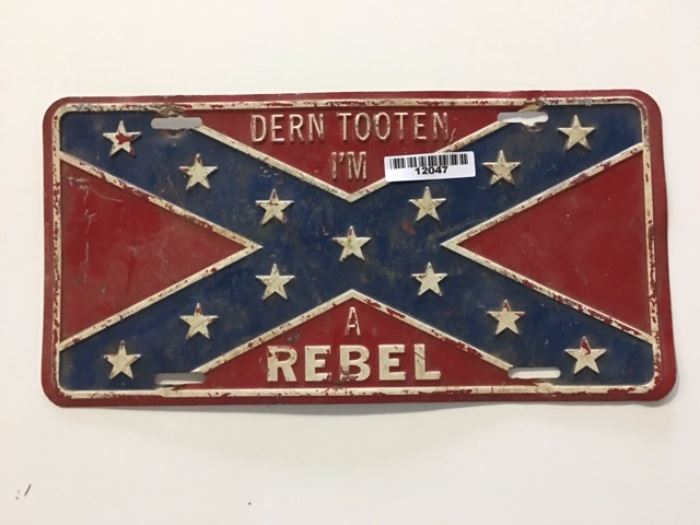 DERN TOOTEN
I'M
12047
A
REBEL